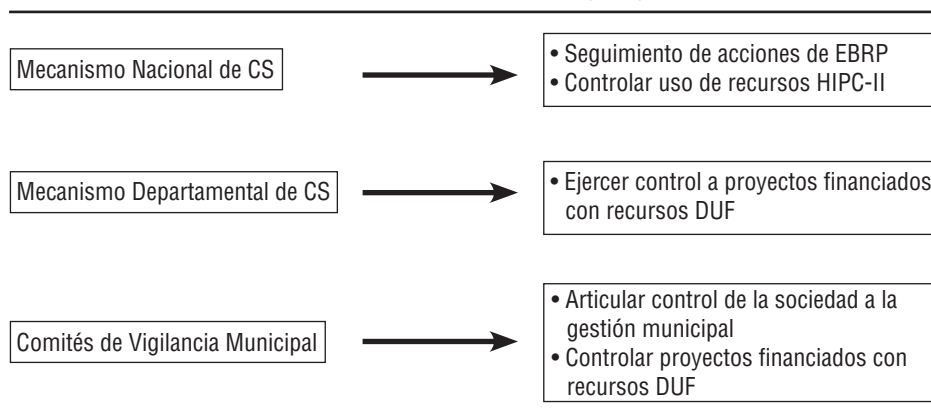 Mecanismo Nacional de CS
• Seguimiento de acciones de EBRP
• Controlar uso de recursos HIPC-II
Mecanismo Departamental de CS
• Ejercer control a proyectos financiados
con recursos DUF
Comités de Vigilancia Municipal
• Articular control de la sociedad a la
gestión municipal
• Controlar proyectos financiados con
recursos DUF